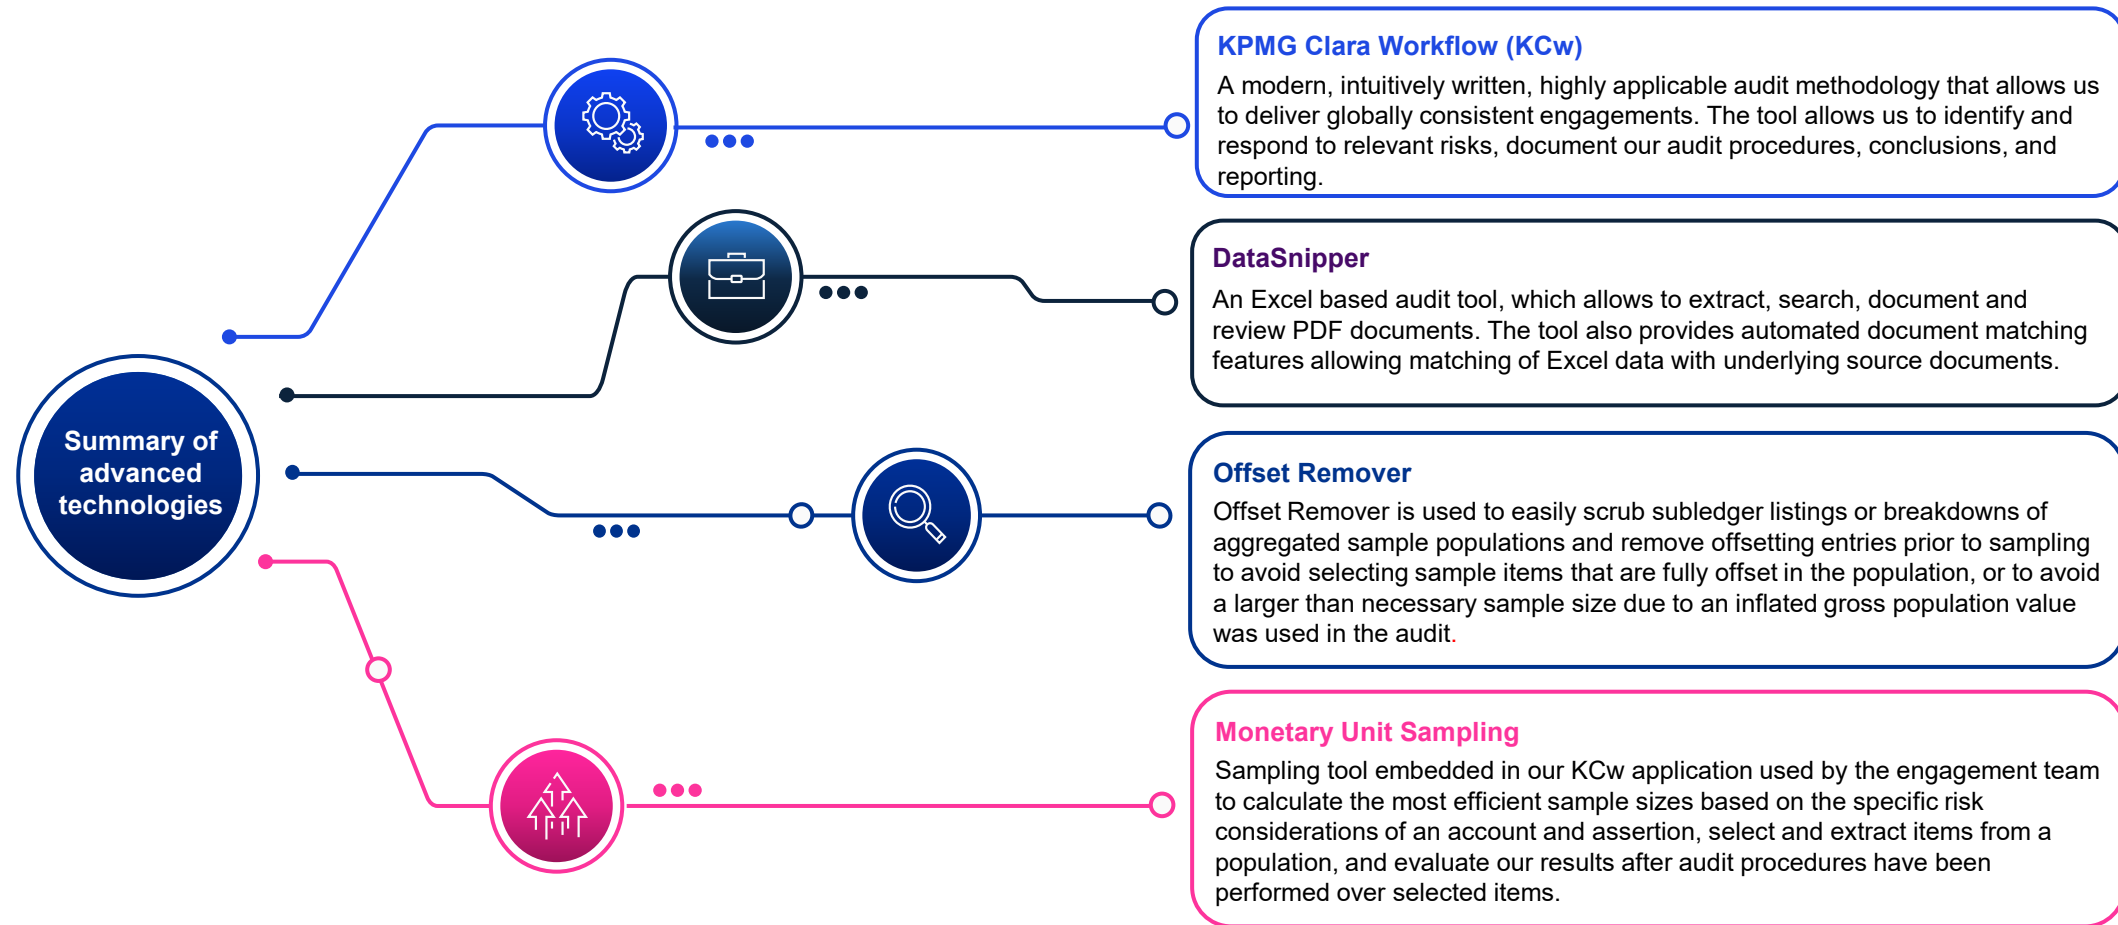 KPMG Clara Workflow (KCw)
A modern, intuitively written, highly applicable audit methodology that allows us
to deliver globally consistent engagements. The tool allows us to identify and
respond to relevant risks, document our audit procedures, conclusions, and
reporting.
DataSnipper
An Excel based audit tool, which allows to extract, search, document and
review PDF documents. The tool also provides automated document matching
features allowing matching of Excel data with underlying source documents.
Summary of
advanced
technologies
Offset Remover
Offset Remover is used to easily scrub subledger listings or breakdowns of
aggregated sample populations and remove offsetting entries prior to sampling
to avoid selecting sample items that are fully offset in the population, or to avoid
a larger than necessary sample size due to an inflated gross population value
was used in the audit.
Monetary Unit Sampling
Sampling tool embedded in our KCw application used by the engagement team
to calculate the most efficient sample sizes based on the specific risk
considerations of an account and assertion, select and extract items from a
population, and evaluate our results after audit procedures have been
performed over selected items.